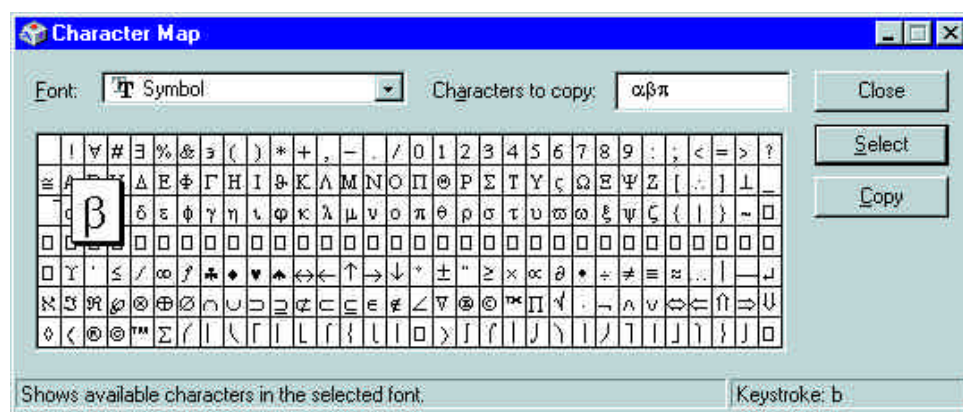 Character Map
Font: Symbol Characters to copy: αβπ Close
Select
Copy
! ∀ # ∃ % & ∍ ( ) * + , − . / 0 1 2 3 4 5 6 7 8 9 : ; < = > ?
≅ Δ Ε Φ Γ Η Ι ϑ Κ Λ Μ Ν Ο Π Θ Ρ Σ Τ Υ ς Ω Ξ Ψ Ζ [ ∴ ] ⊥ _
β δ ε ϕ γ η ι φ κ λ μ ν ο π θ ρ σ τ υ ϖ ω ξ ψ ζ { | } ~
ϒ ′ ≤ ⁄ ∞ ƒ ♣ ♦ ♥ ♠ ↔ ← ↑ → ↓ ° ± ″ ≥ × ∝ ∂ • ÷ ≠ ≡ ≈ … | — ↵
ℵ ℑ ℜ ℘ ⊗ ⊕ ∅ ∩ ∪ ⊃ ⊇ ⊄ ⊂ ⊆ ∈ ∉ ∠ ∇ ® © ™ ∏ √ ⋅ ¬ ∧ ∨ ⇔ ⇐ ⇑ ⇒ ⇓
◊ 〈 ® © ™ ∑
Shows available characters in the selected font. Keystroke: b